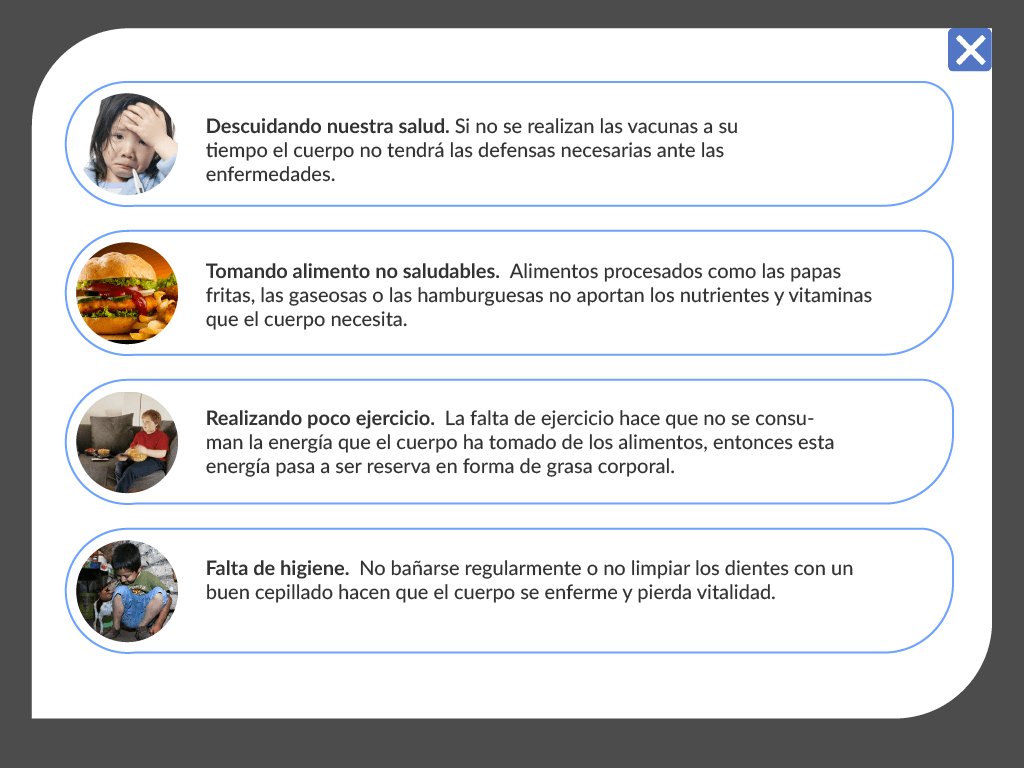 Descuidando nuestra salud. Si no se realizan las vacunas a su
tiempo el cuerpo no tendrá las defensas necesarias ante las
enfermedades.
Tomando alimento no saludables. Alimentos procesados como las papas
fritas, las gaseosas o las hamburguesas no aportan los nutrientes y vitaminas
que el cuerpo necesita.
Realizando poco ejercicio. La falta de ejercicio hace que no se consu-
man la energía que el cuerpo ha tomado de los alimentos, entonces esta
energía pasa a ser reserva en forma de grasa corporal.
Falta de higiene. No bañarse regularmente o no limpiar los dientes con un
buen cepillado hacen que el cuerpo se enferme y pierda vitalidad.